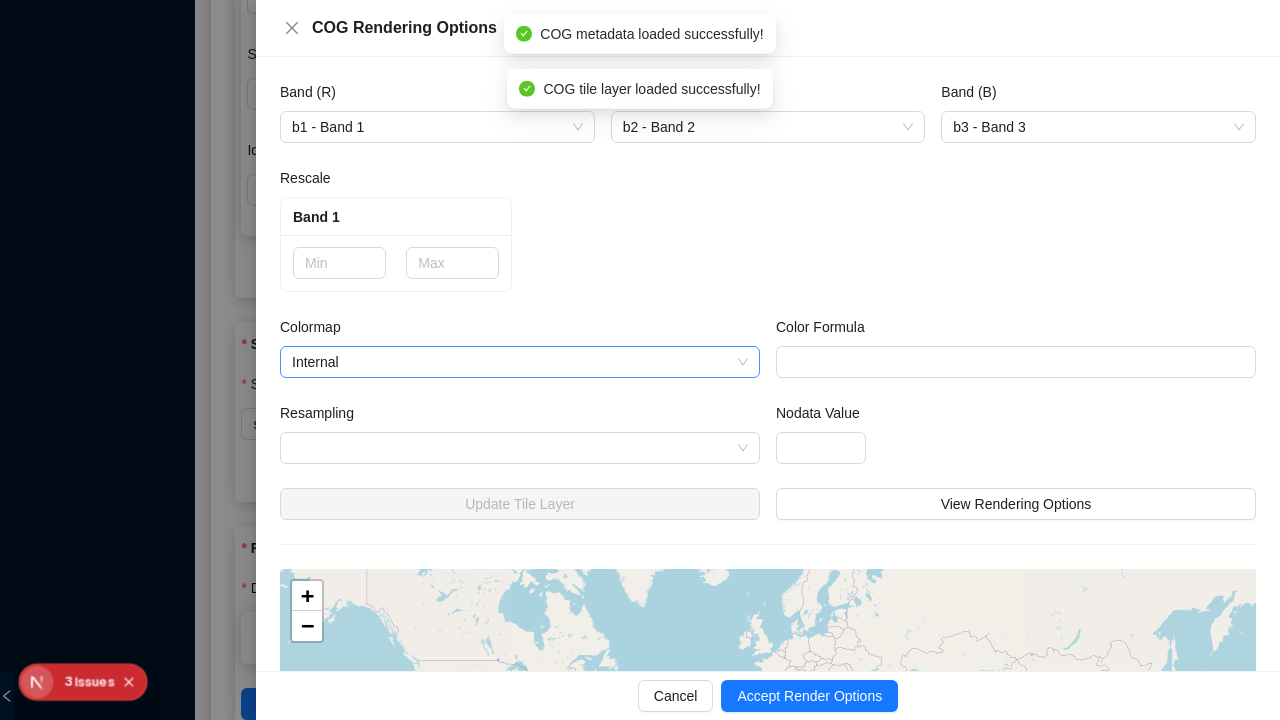 COG Rendering Options
COG metadata loaded successfully!
COG tile layer loaded successfully!
Band (R)
Band (B)
b1 - Band 1
b2 - Band 2
b3 - Band 3
Rescale
Band 1
Min
Max
Colormap
Color Formula
Internal
Resampling
Nodata Value
Update Tile Layer
View Rendering Options
+
−
3 Issues
Cancel
Accept Render Options